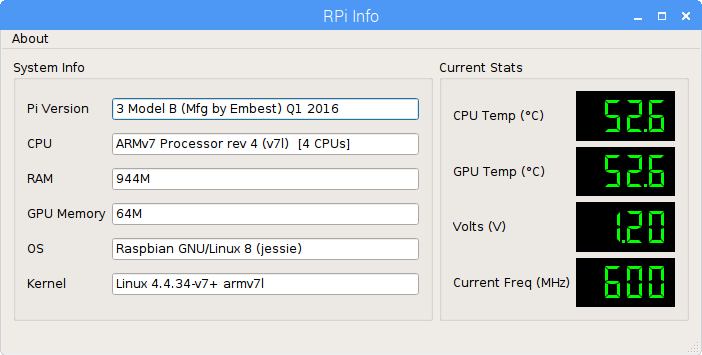 RPi Info
About
System Info
Pi Version 3 Model B (Mfg by Embest) Q1 2016
CPU ARMv7 Processor rev 4 (v7l)  [4 CPUs]
RAM 944M
GPU Memory 64M
OS Raspbian GNU/Linux 8 (jessie)
Kernel Linux 4.4.34-v7+ armv7l
Current Stats
CPU Temp (°C) 52.6
GPU Temp (°C) 52.6
Volts (V) 1.20
Current Freq (MHz) 600